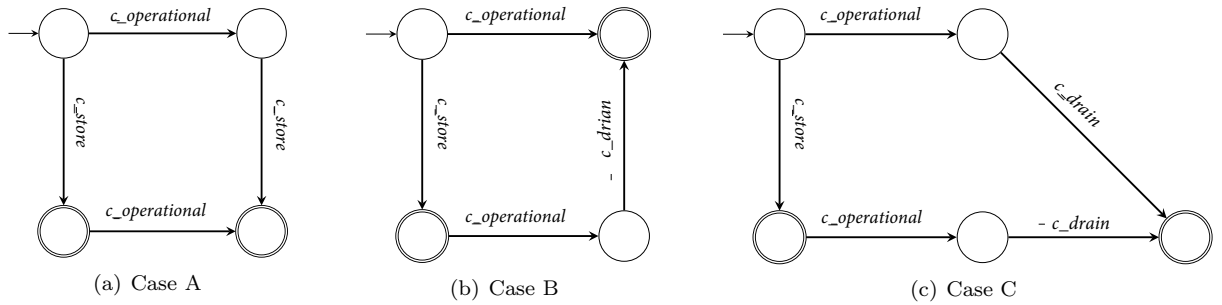 c_operational
c_store
c_store
c_operational
(a) Case A
c_operational
c_store
- c_drian
c_operational
(b) Case B
c_operational
c_drain
c_store
c_operational
- c_drain
(c) Case C